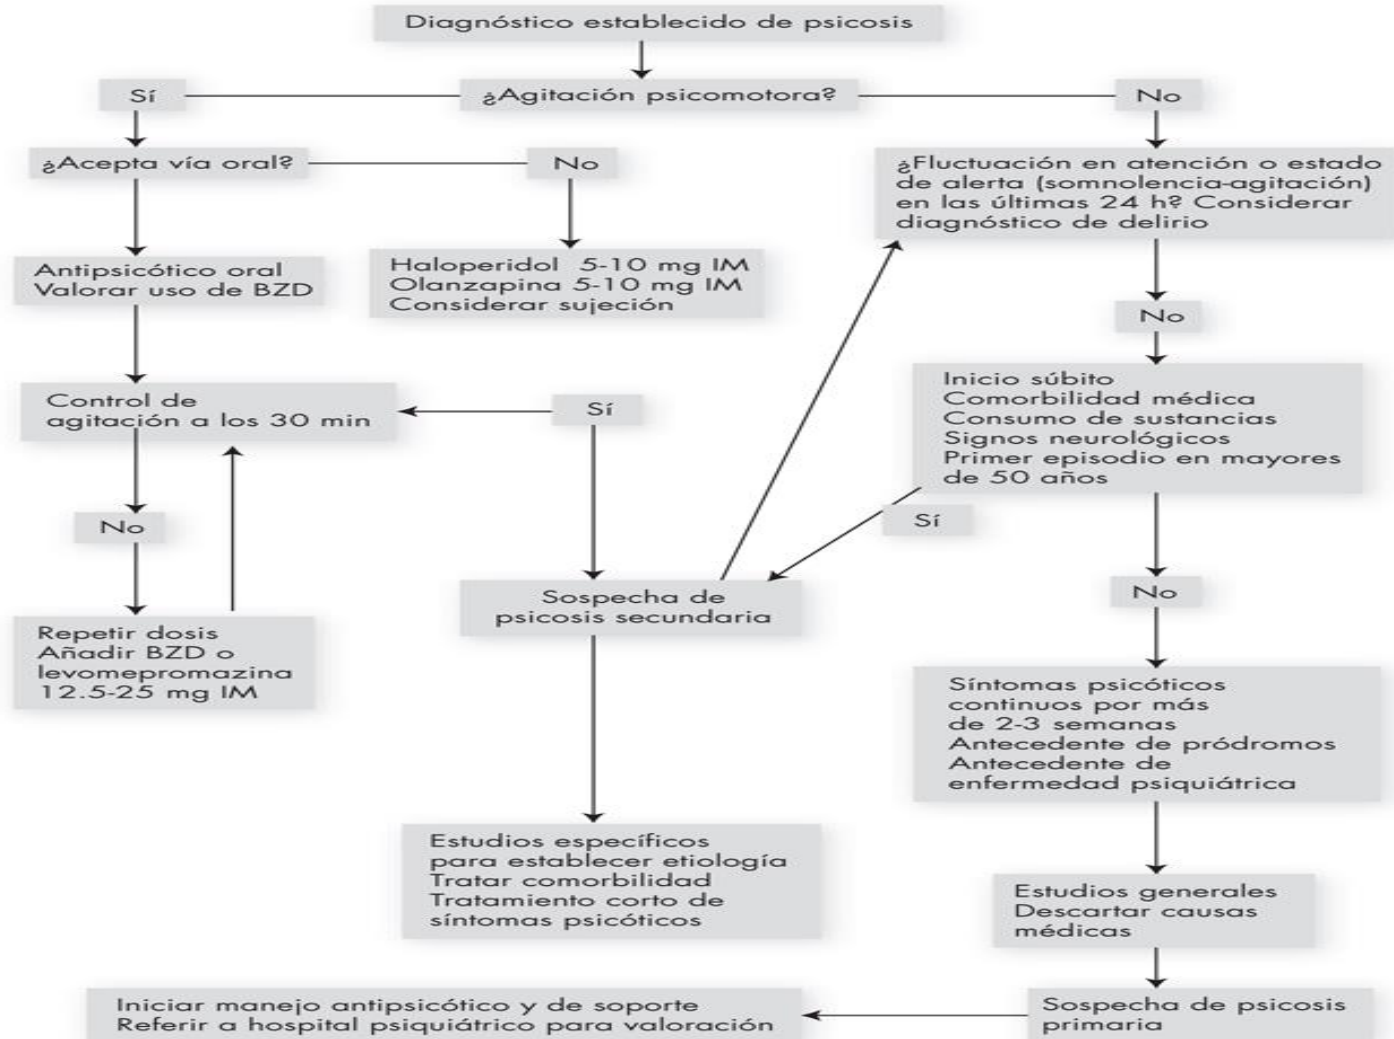 Diagnóstico establecido de psicosis
Sí
¿Agitación psicomotora?
No
¿Acepta vía oral?
No
¿Fluctuación en atención o estado
de alerta (somnolencia-agitación)
en las últimas 24 h? Considerar
diagnóstico de delirio
Antipsicótico oral
Valorar uso de BZD
Haloperidol 5-10 mg IM
Olanzapina 5-10 mg IM
Considerar sujeción
No
Control de
agitación a los 30 min
Sí
Inicio súbito
Comorbilidad médica
Consumo de sustancias
Signos neurológicos
Primer episodio en mayores
de 50 años
No
Sí
Sospecha de
psicosis secundaria
No
Repetir dosis
Añadir BZD o
levomepromazina
12.5-25 mg IM
Síntomas psicóticos
continuos por más
de 2-3 semanas
Antecedente de pródromos
Antecedente de
enfermedad psiquiátrica
Estudios específicos
para establecer etiología
Tratar comorbilidad
Tratamiento corto de
síntomas psicóticos
Estudios generales
Descartar causas
médicas
Iniciar manejo antipsicótico y de soporte
Referir a hospital psiquiátrico para valoración
Sospecha de psicosis
primaria